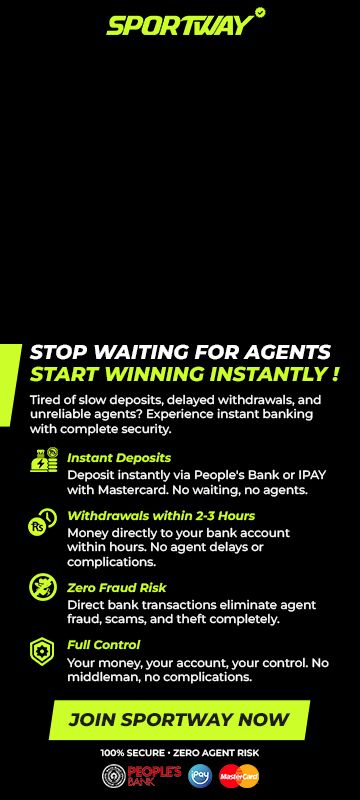 SPORTWAY
STOP WAITING FOR AGENTS
START WINNING INSTANTLY !
Tired of slow deposits, delayed withdrawals, and
unreliable agents? Experience instant banking
with complete security.
Instant Deposits
Deposit instantly via People's Bank or IPAY
with Mastercard. No waiting, no agents.
Withdrawals within 2-3 Hours
Rs
Money directly to your bank account
within hours. No agent delays or
complications.
Zero Fraud Risk
Direct bank transactions eliminate agent
fraud, scams, and theft completely.
Full Control
Your money, your account, your control. No
middleman, no complications.
JOIN SPORTWAY NOW
100% SECURE • ZERO AGENT RISK
PEOPLE'S
BANK
iPay
MasterCard